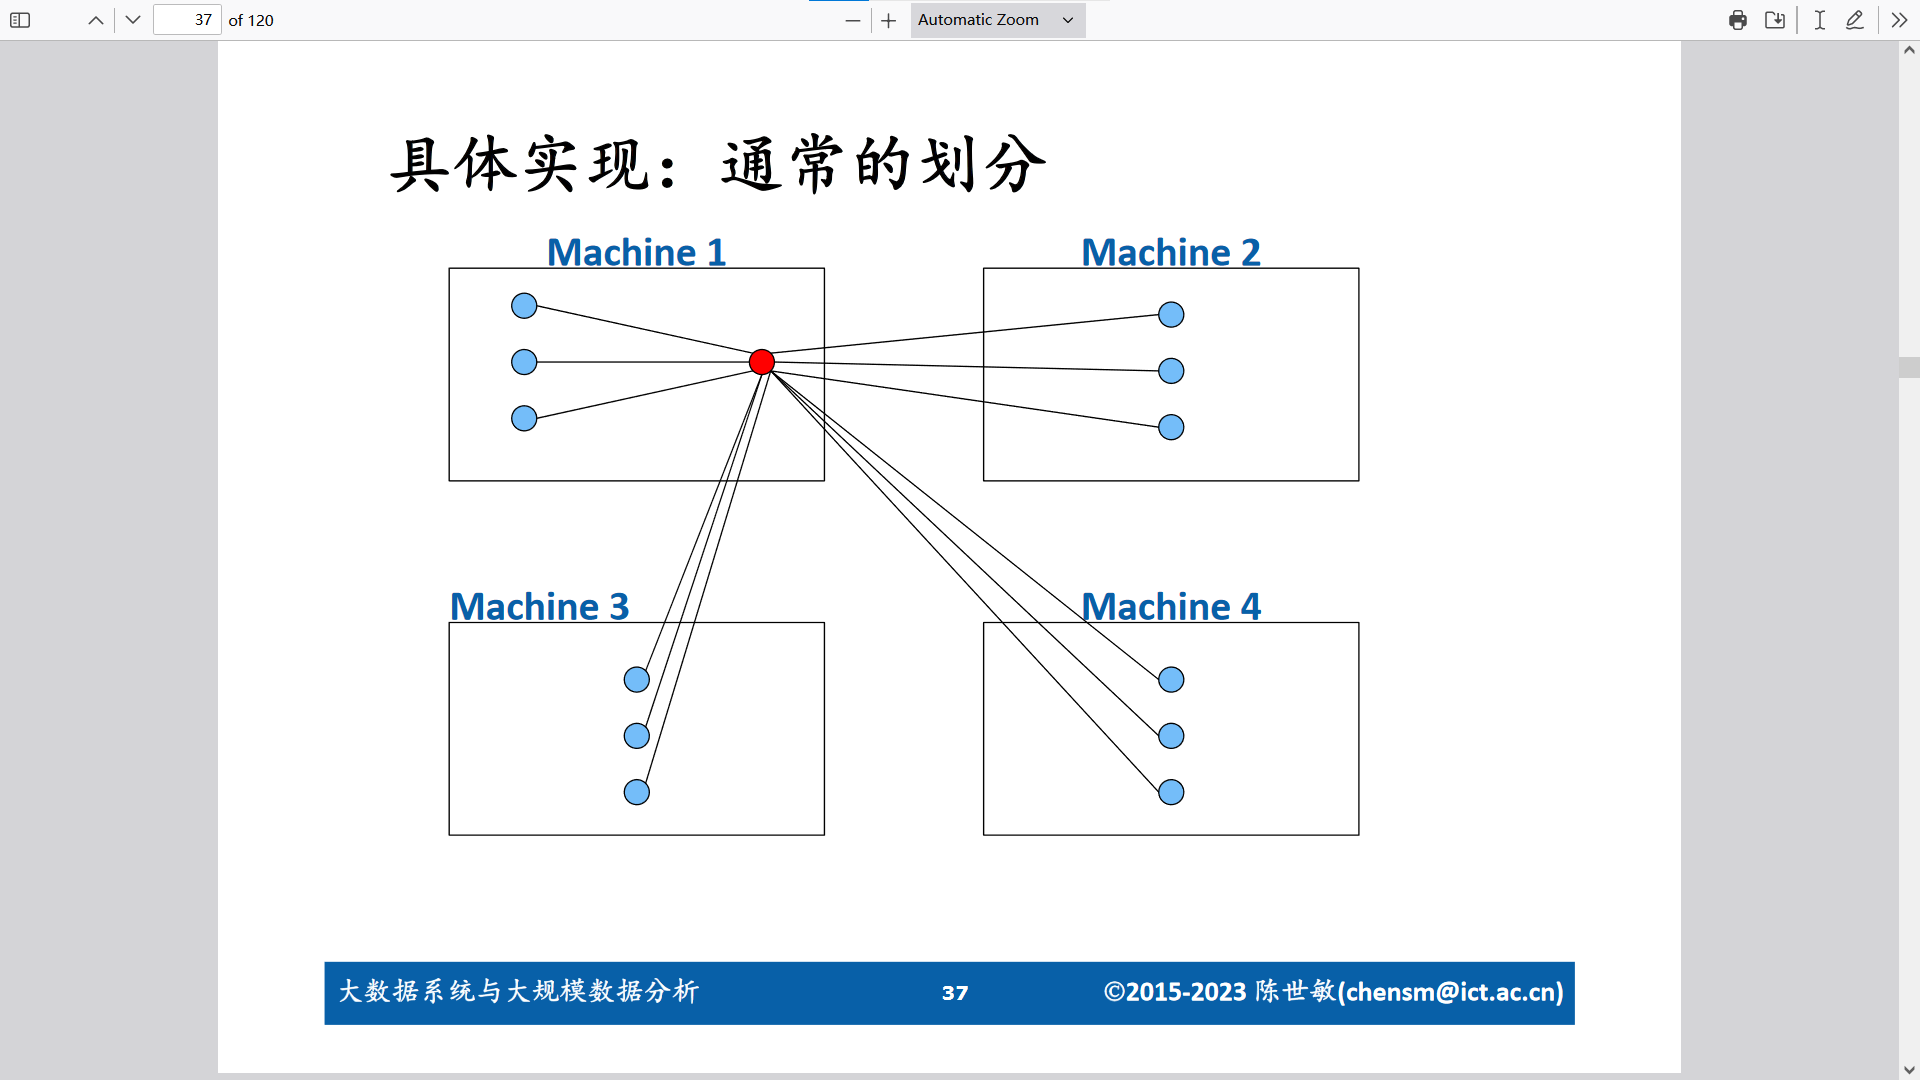 37 of 120 Automatic Zoom
具体实现：通常的划分
Machine 1
Machine 2
Machine 3
Machine 4
大数据系统与大规模数据分析 37 ©2015-2023 陈世敏(chensm@ict.ac.cn)